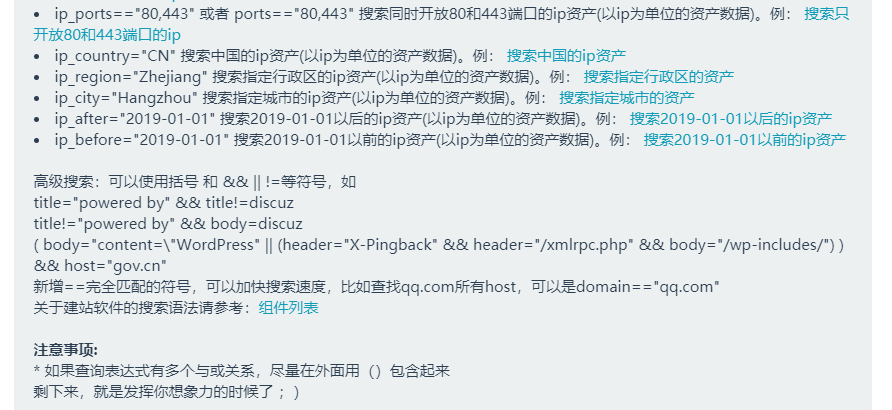 • ip_ports=="80,443" 或者 ports=="80,443" 搜索同时开放80和443端口的ip资产(以ip为单位的资产数据)。例： 搜索只
开放80和443端口的ip
• ip_country="CN" 搜索中国的ip资产(以ip为单位的资产数据)。例： 搜索中国的ip资产
• ip_region="Zhejiang" 搜索指定行政区的ip资产(以ip为单位的资产数据)。例： 搜索指定行政区的资产
• ip_city="Hangzhou" 搜索指定城市的ip资产(以ip为单位的资产数据)。例： 搜索指定城市的资产
• ip_after="2019-01-01" 搜索2019-01-01以后的ip资产(以ip为单位的资产数据)。例： 搜索2019-01-01以后的ip资产
• ip_before="2019-01-01" 搜索2019-01-01以前的ip资产(以ip为单位的资产数据)。例： 搜索2019-01-01以前的ip资产
高级搜索：可以使用括号 和 && || !=等符号，如
title="powered by" && title!=discuz
title!="powered by" && body=discuz
( body="content=\"WordPress" || (header="X-Pingback" && header="/xmlrpc.php" && body="/wp-includes/") )
&& host="gov.cn"
新增==完全匹配的符号，可以加快搜索速度，比如查找qq.com所有host，可以是domain=="qq.com"
关于建站软件的搜索语法请参考：组件列表
注意事项:
* 如果查询表达式有多个与或关系，尽量在外面用（）包含起来
剩下来，就是发挥你想象力的时候了；）